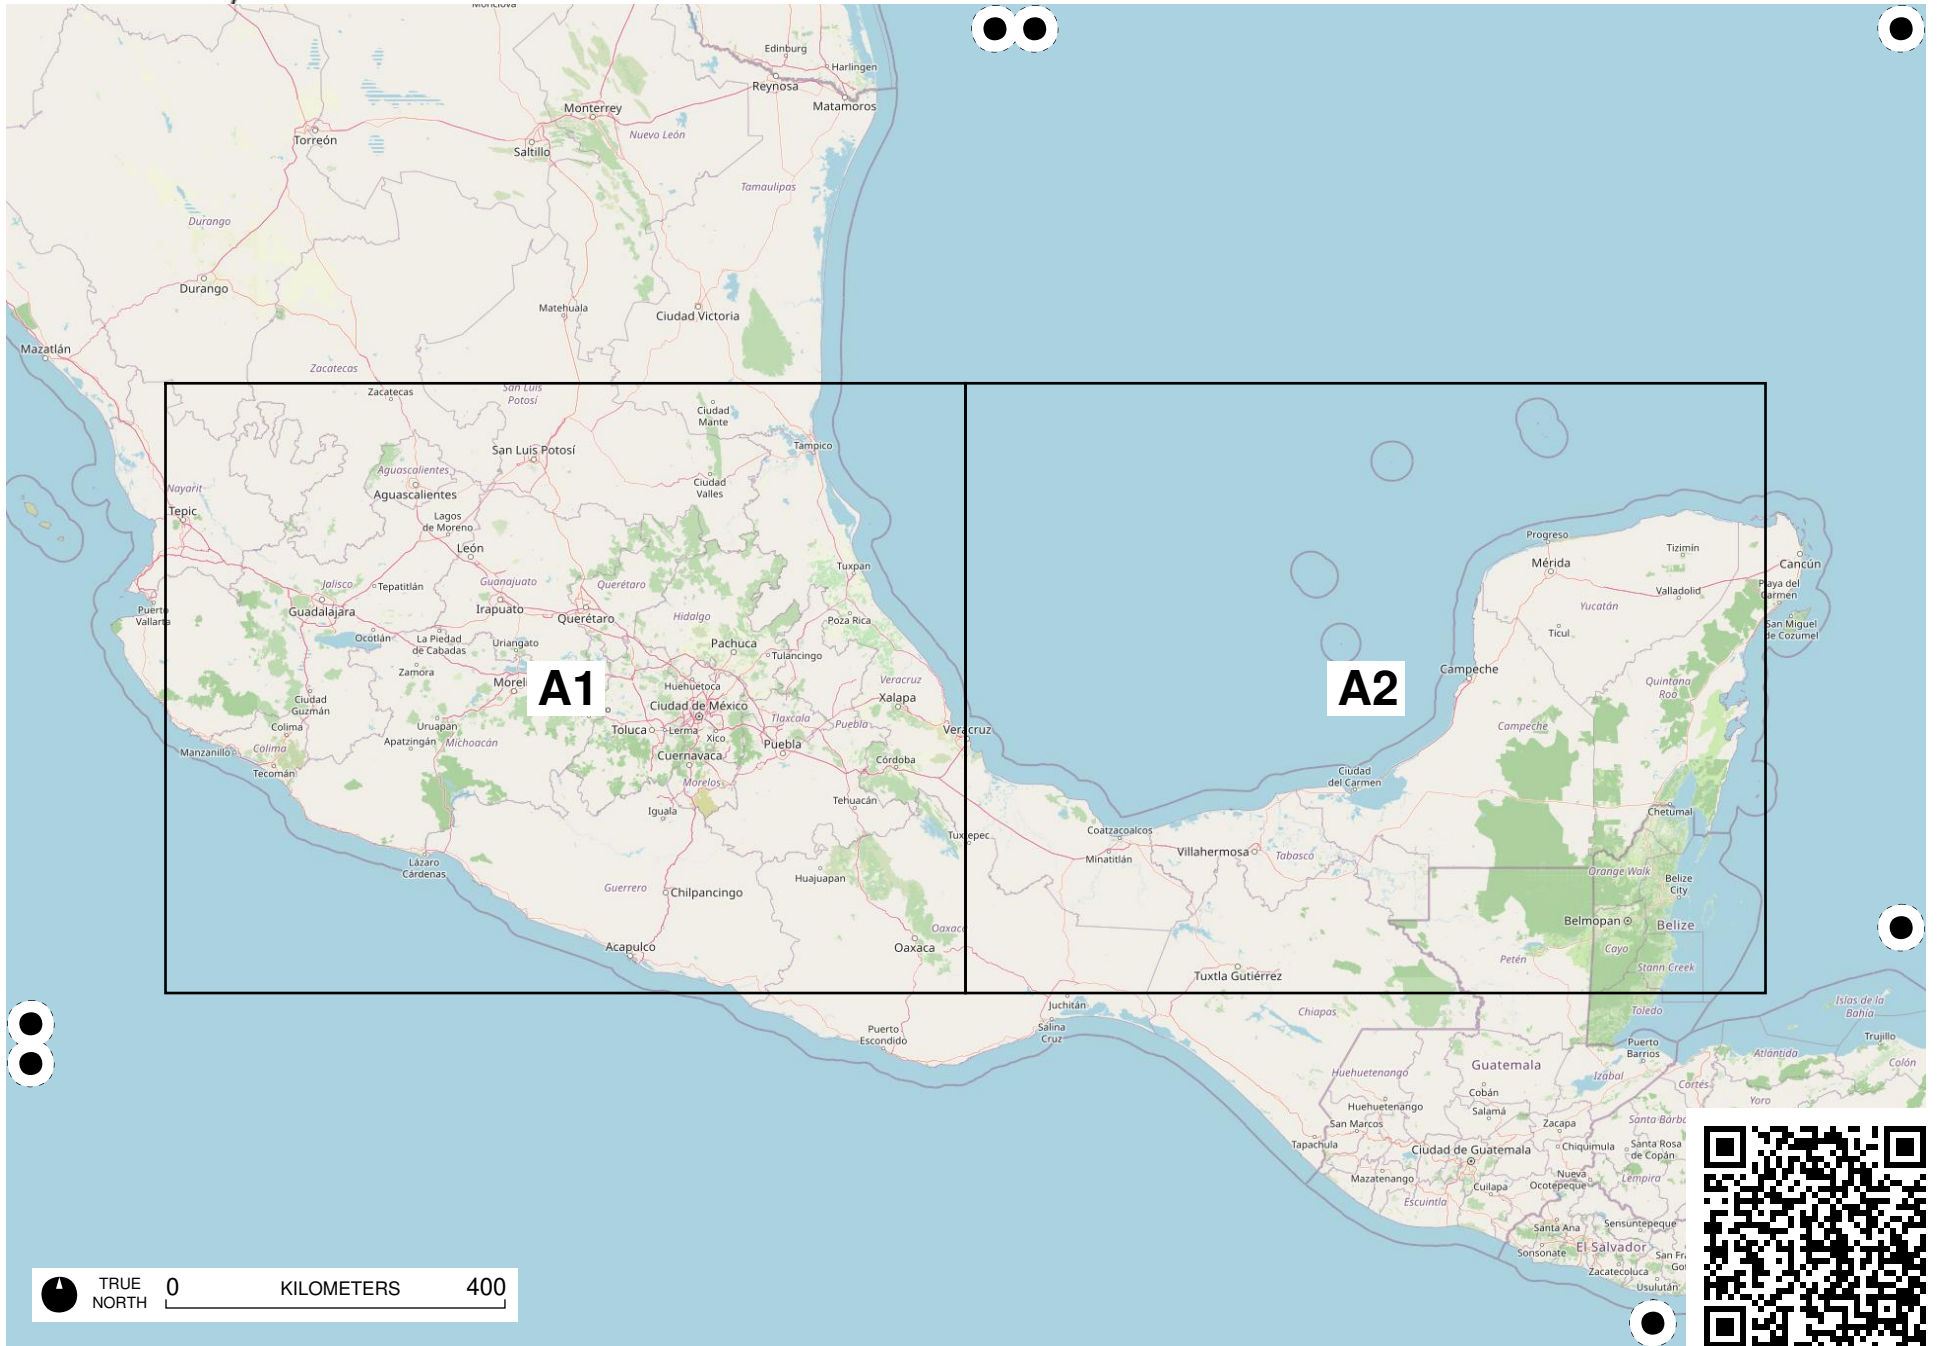 Edinburg
Harlingen
Reynosa
Matamoros
Monterrey
Nuevo León
Torreón
Saltillo
Tamaulipas
Durango
Durango
Matehuala
Ciudad Victoria
Mazatlán
Zacatecas
Zacatecas
San Luis
Potosí
Ciudad
Mante
San Luis Potosí
Tampico
Aguascalientes
Aguascalientes
Ciudad
Valles
Nayarit
Tepic
Lagos
de Moreno
León
Tuxpan
Jalisco
Tepatitlán
Guanajuato
Querétaro
Puerto
Vallarta
Guadalajara
Irapuato
Querétaro
Hidalgo
Poza Rica
Ocotlán
La Piedad
de Cabadas
Uriangato
Pachuca
Tulancingo
Zamora
Moreli
A1
Huehuetoca
Veracruz
Xalapa
Ciudad
Guzmán
Ciudad de México
Tlaxcala
Puebla
Colima
Uruapan
Toluca
Lerma
Xico
Veracruz
Manzanillo
Colima
Apatzingán
Michoacán
Puebla
Cuernavaca
Córdoba
Tecomán
Morelos
Iguala
Tehuacán
Tuxtepec
Lázaro
Cárdenas
Guerrero
Chilpancingo
Huajuapan
Acapulco
Oaxaca
Oaxaca
Puerto
Escondido
Juchitán
Salina
Cruz
A2
Progreso
Mérida
Tizimín
Cancún
Valladolid
Playa del
Carmen
Yucatán
Ticul
San Miguel
de Cozumel
Campeche
Quintana
Roo
Campeche
Ciudad
del Carmen
Chetumal
Coatzacoalcos
Minatitlán
Villahermosa
Tabasco
Orange Walk
Belize
City
Belmopan
Belize
Cayo
Petén
Stann Creek
Tuxtla Gutiérrez
Chiapas
Toledo
Islas de la
Bahía
Trujillo
Puerto
Barrios
Atlántida
Colón
Guatemala
Huehuetenango
Izabal
Cortés
Cobán
Yoro
Huehuetenango
Salamá
San Marcos
Zacapa
Santa Bárba
Tapachula
Ciudad de Guatemala
Chiquimula
Santa Rosa
de Copán
Mazatenango
Nueva
Ocotepeque
Lempira
Cuilapa
Escuintla
Santa Ana
Sensuntepeque
Sonsonate
El Salvador
San Fra
Got
Zacatecoluca
Usulután
TRUE
NORTH
0 KILOMETERS 400